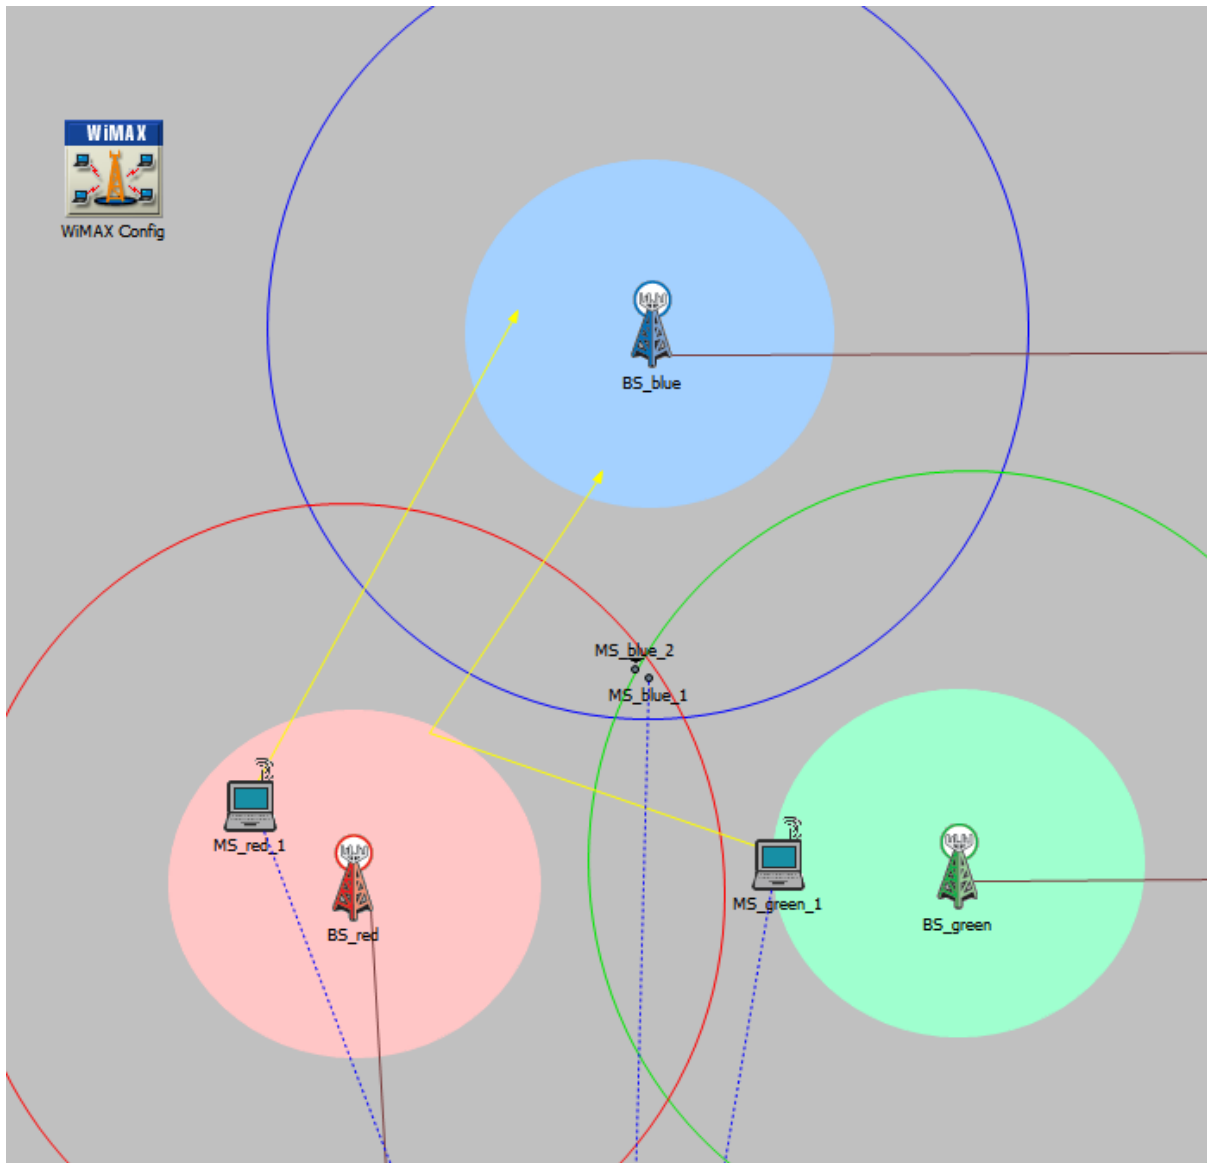 WiMAX
WiMAX Config
BS_blue
MS_blue_2
MS_blue_1
MS_red_1
BS_red
MS_green_1
BS_green